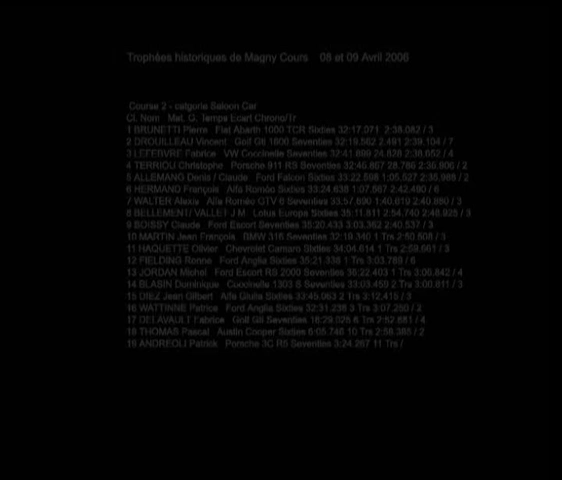 Trophées historiques de Magny Cours 08 et 09 Avril 2006
Course 2 - catgorie Saloon Car
Cl. Nom Mat. G. Temps Ecart Chrono/Tr
1 BRUNETTI Pierre Fiat Abarth 1000 TCR Sixties 32:17.071 2:38.082 / 3
2 DROUILLEAU Vincent Golf Gti 1600 Seventies 32:19.562 2.491 2:39.104 / 7
3 LEFEBVRE Fabrice VW Coccinelle Seventies 32:41.899 24.828 2:38.652 / 4
4 TERRIOU Christophe Porsche 911 RS Seventies 32:45.867 28.786 2:36.900 / 2
5 ALLEMANG Denis / Claude Ford Falcon Sixties 33:22.598 1:05.527 2:35.988 / 2
6 HERMAND François Alfa Roméo Sixties 33:24.638 1:07.567 2:42.480 / 6
7 WALTER Alexis Alfa Roméo GTV 6 Seventies 33:57.690 1:40.619 2:40.880 / 3
8 BELLEMENT/ VALLET J M Lotus Europa Sixties 35:11.811 2:54.740 2:48.925 / 3
9 BOISSY Claude Ford Escort Seventies 35:20.433 3:03.362 2:40.537 / 3
10 MARTIN Jean François BMW 316 Seventies 32:19.340 1 Trs 2:50.508 / 3
11 HAQUETTE Olivier Chevrolet Camaro Sixties 34:04.614 1 Trs 2:59.661 / 3
12 FIELDING Ronne Ford Anglia Sixties 35:21.338 1 Trs 3:03.769 / 6
13 JORDAN Michel Ford Escort RS 2000 Seventies 36:22.403 1 Trs 3:06.842 / 4
14 BLASIN Dominique Coccinelle 1303 S Seventies 33:03.459 2 Trs 3:00.811 / 3
15 DIEZ Jean Gilbert Alfa Giulia Sixties 33:45.063 2 Trs 3:12.415 / 3
16 WATTINNE Patrice Ford Anglia Sixties 32:31.238 3 Trs 3:07.250 / 3
17 DELAVAULT Fabrice Golf Gti Seventies 16:29.025 6 Trs 2:52.681 / 4
18 THOMAS Pascal Austin Cooper Sixties 6:05.746 10 Trs 2:58.388 / 2
19 ANDREOLI Patrick Porsche 3C R5 Seventies 3:24.267 11 Trs /